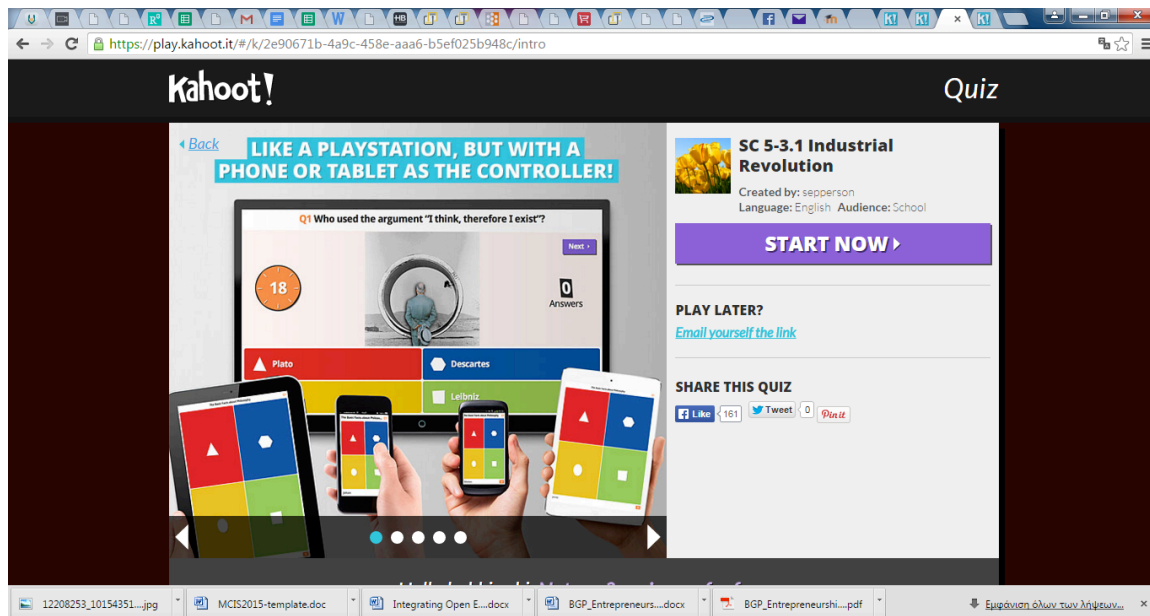 https://play.kahoot.it/#/k/2e90671b-4a9c-458e-aaa6-b5ef025b948c/intro
Kahoot!
Quiz
Back
LIKE A PLAYSTATION, BUT WITH A
PHONE OR TABLET AS THE CONTROLLER!
Q1 Who used the argument “I think, therefore I exist”?
Next
18
0
Answers
Plato
Descartes
Leibniz
SC 5-3.1 Industrial
Revolution
Created by: sepperson
Language: English Audience: School
START NOW
PLAY LATER?
Email yourself the link
SHARE THIS QUIZ
Like 161 Tweet 0 Pin it
12208253_10154351....jpg
MCIS2015-template.doc
Integrating Open E....docx
BGP_Entrepreneurs....docx
BGP_Entrepreneurshi....pdf
Εμφάνιση όλων των λήψεων...